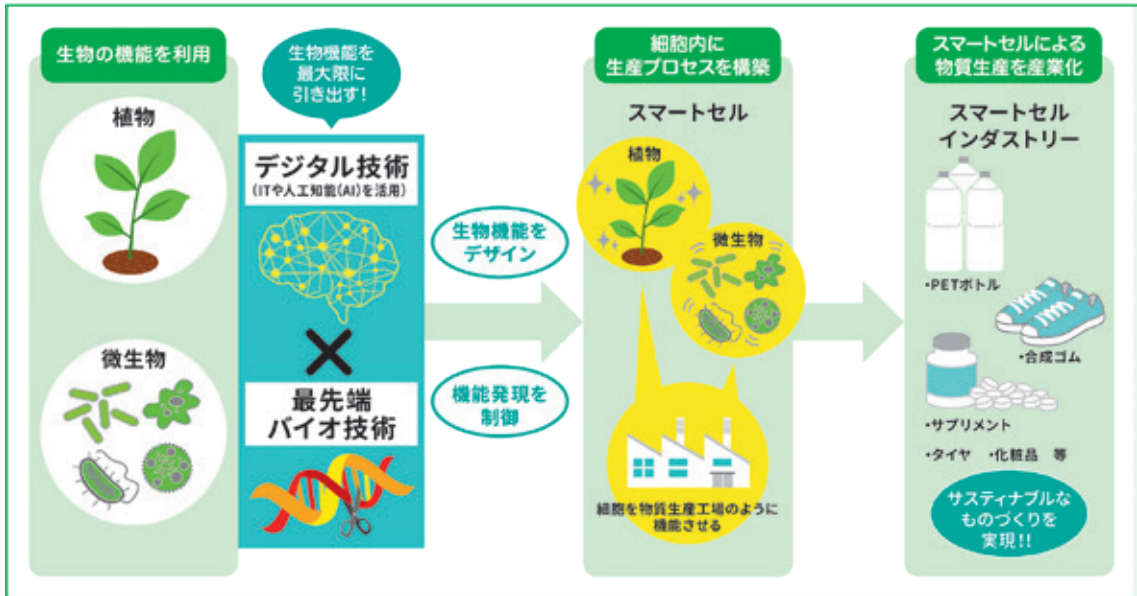 生物の機能を利用
植物
微生物
生物機能を
最大限に
引き出す!
デジタル技術
(ITや人工知能(AI)を活用)
最先端
バイオ技術
生物機能を
デザイン
機能発現を
制御
細胞内に
生産プロセスを構築
スマートセル
植物
微生物
細胞を物質生産工場のように
機能させる
スマートセルによる
物質生産を産業化
スマートセル
インダストリー
・PETボトル
・合成ゴム
・サプリメント
・タイヤ ・化粧品 等
サスティナブルな
ものづくりを
実現!!